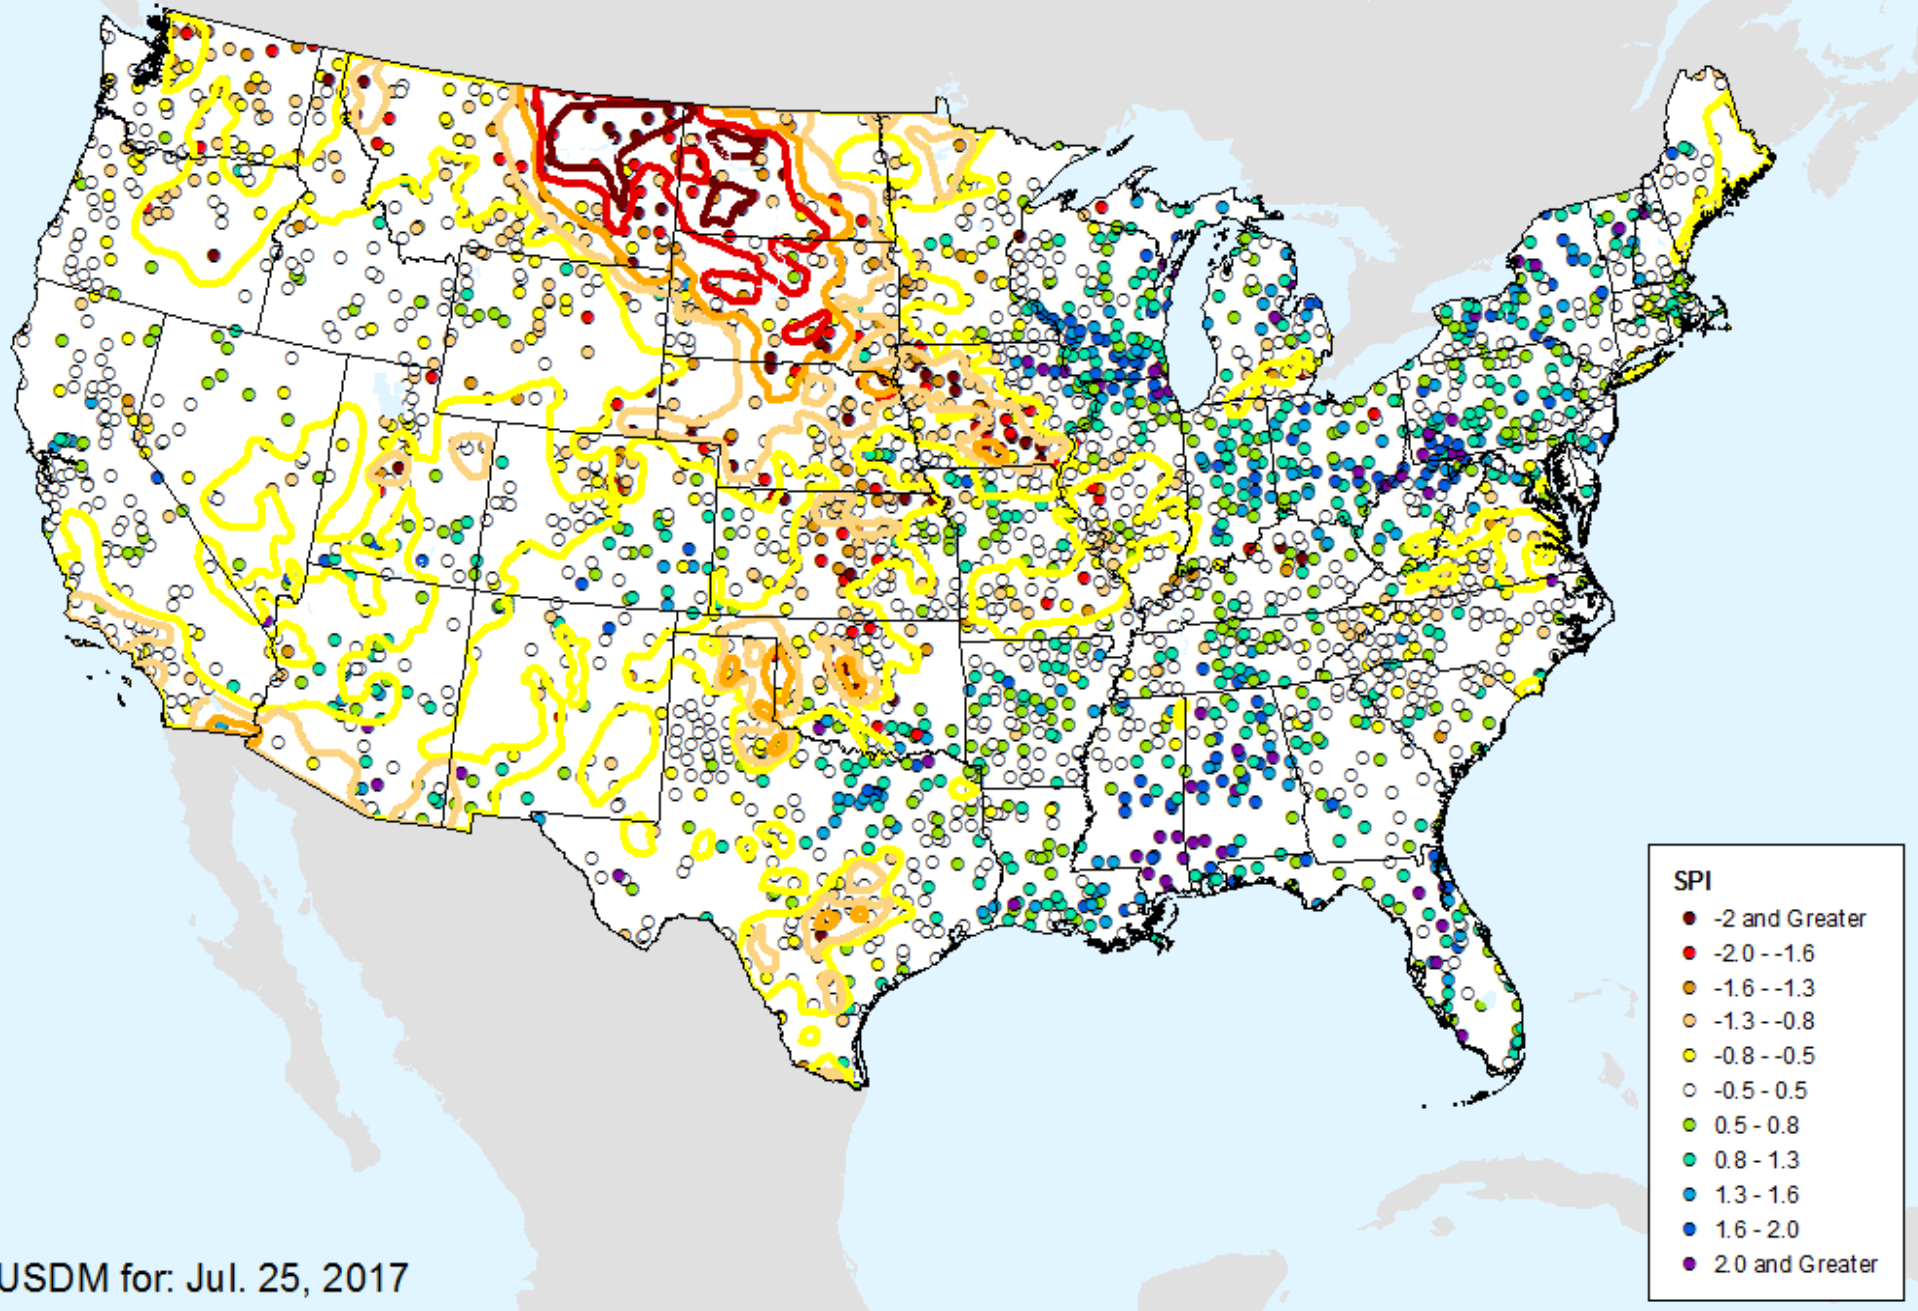 SPI
-2 and Greater
-2.0 - -1.6
-1.6 - -1.3
-1.3 - -0.8
-0.8 - -0.5
-0.5 - 0.5
0.5 - 0.8
0.8 - 1.3
1.3 - 1.6
1.6 - 2.0
2.0 and Greater
USDM for: Jul. 25, 2017